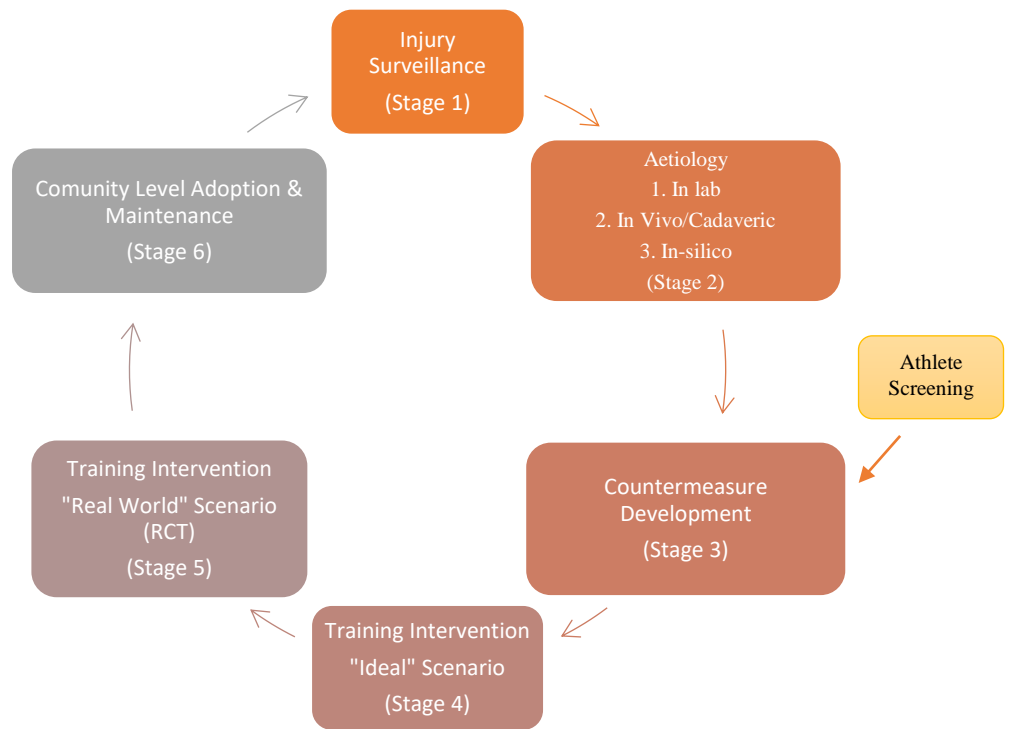 Injury
Surveillance
(Stage 1)
Aetiology
1. In lab
2. In Vivo/Cadaveric
3. In-silico
(Stage 2)
Athlete
Screening
Countermeasure
Development
(Stage 3)
Training Intervention
"Ideal" Scenario
(Stage 4)
Training Intervention
"Real World" Scenario
(RCT)
(Stage 5)
Comunity Level Adoption &
Maintenance
(Stage 6)